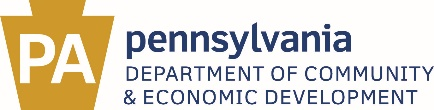 PA
pennsylvania
DEPARTMENT OF COMMUNITY
& ECONOMIC DEVELOPMENT